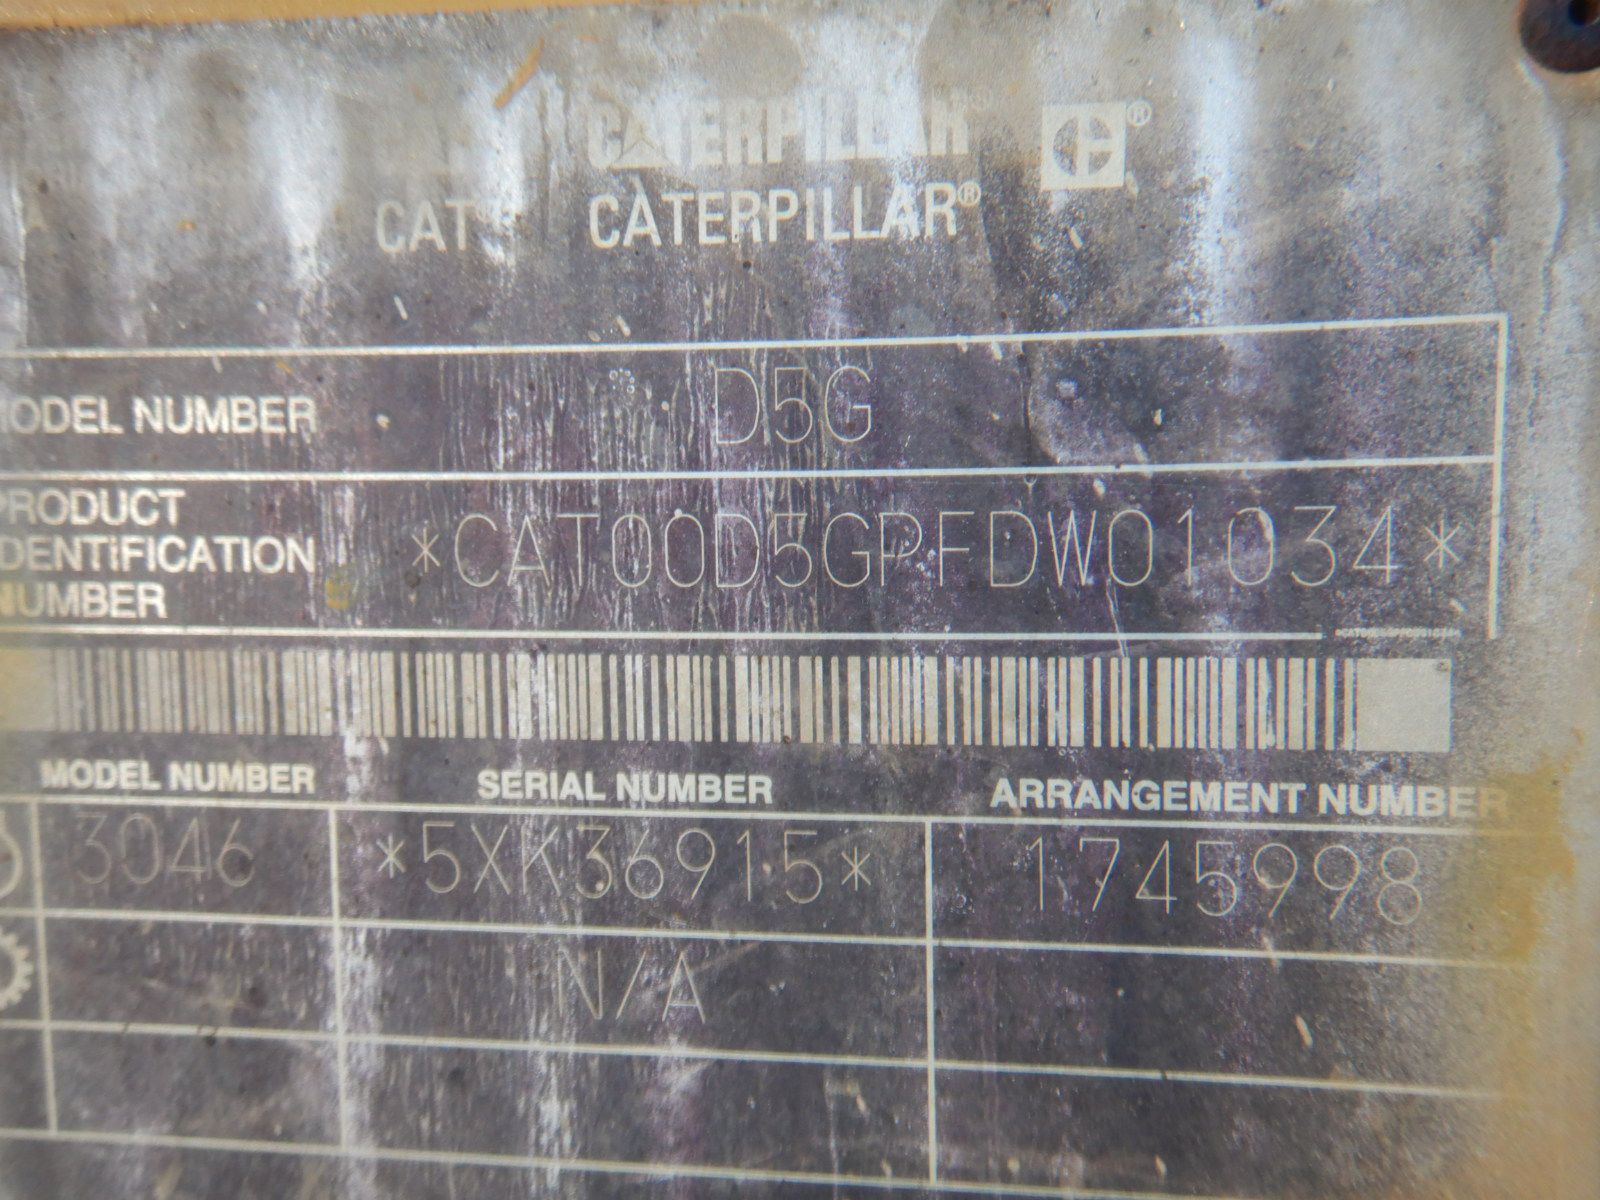 CATERPILLAR ®
CAT® CATERPILLAR®
MODEL NUMBER D5G
PRODUCT
IDENTIFICATION
NUMBER
*CAT00D5GPFDW01034*
MODEL NUMBER SERIAL NUMBER ARRANGEMENT NUMBER
3046 *5XK36915* 1745998
N/A